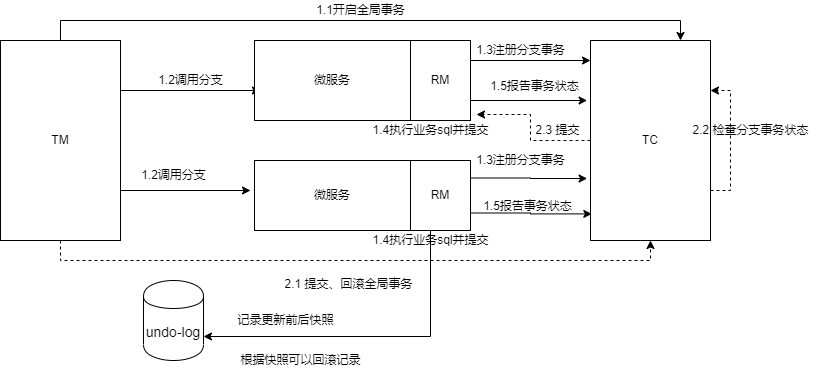 1.1开启全局事务
1.3注册分支事务
1.2调用分支
微服务
RM
1.5报告事务状态
1.4执行业务sql并提交
2.3 提交
2.2 检查分支事务状态
TM
TC
1.3注册分支事务
1.2调用分支
微服务
RM
1.5报告事务状态
1.4执行业务sql并提交
2.1 提交、回滚全局事务
记录更新前后快照
undo-log
根据快照可以回滚记录